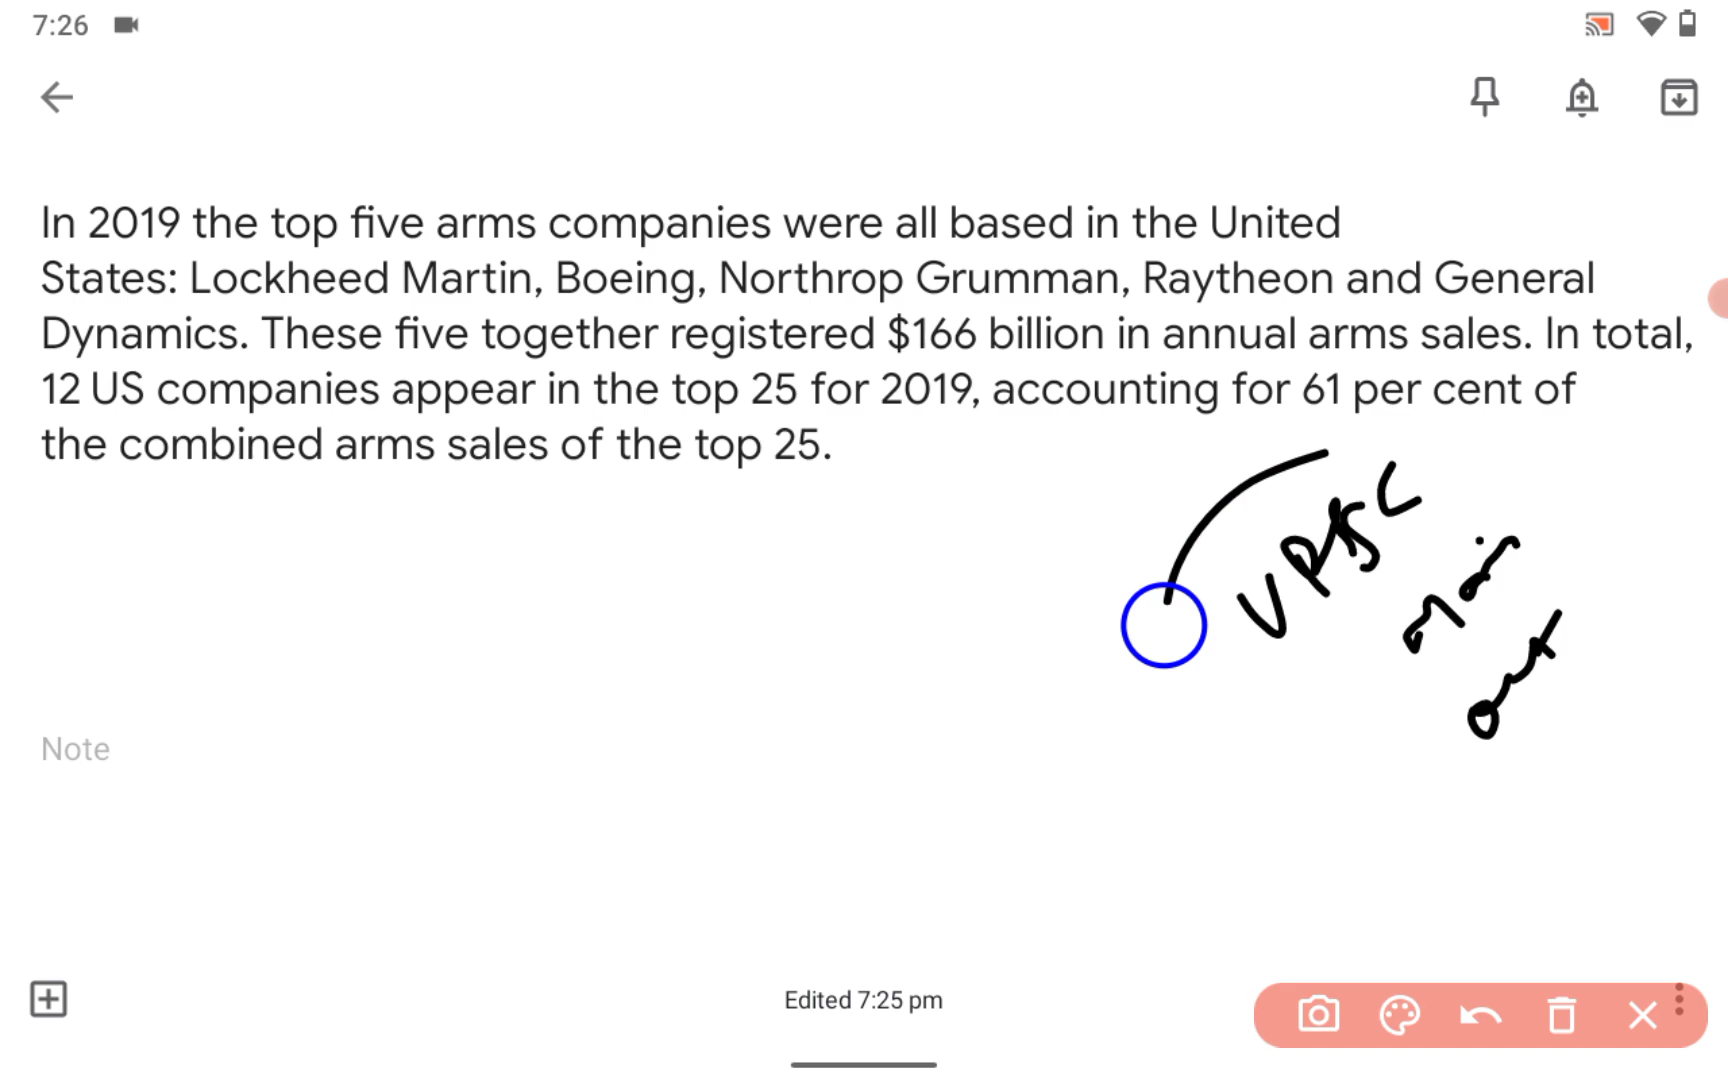 7:26
In 2019 the top five arms companies were all based in the United
States: Lockheed Martin, Boeing, Northrop Grumman, Raytheon and General
Dynamics. These five together registered $166 billion in annual arms sales. In total,
12 US companies appear in the top 25 for 2019, accounting for 61 per cent of
the combined arms sales of the top 25.
UPSC
Note
Edited 7:25 pm